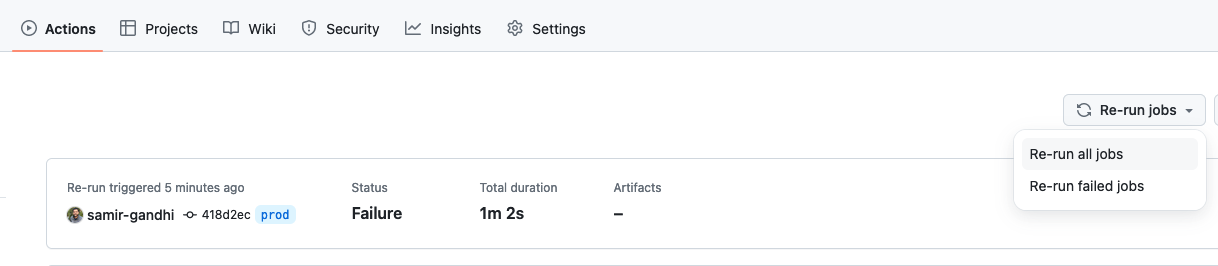 Actions Projects Wiki Security Insights Settings
Re-run jobs
Re-run all jobs
Re-run failed jobs
Re-run triggered 5 minutes ago Status Total duration Artifacts
samir-gandhi 418d2ec prod Failure 1m 2s –